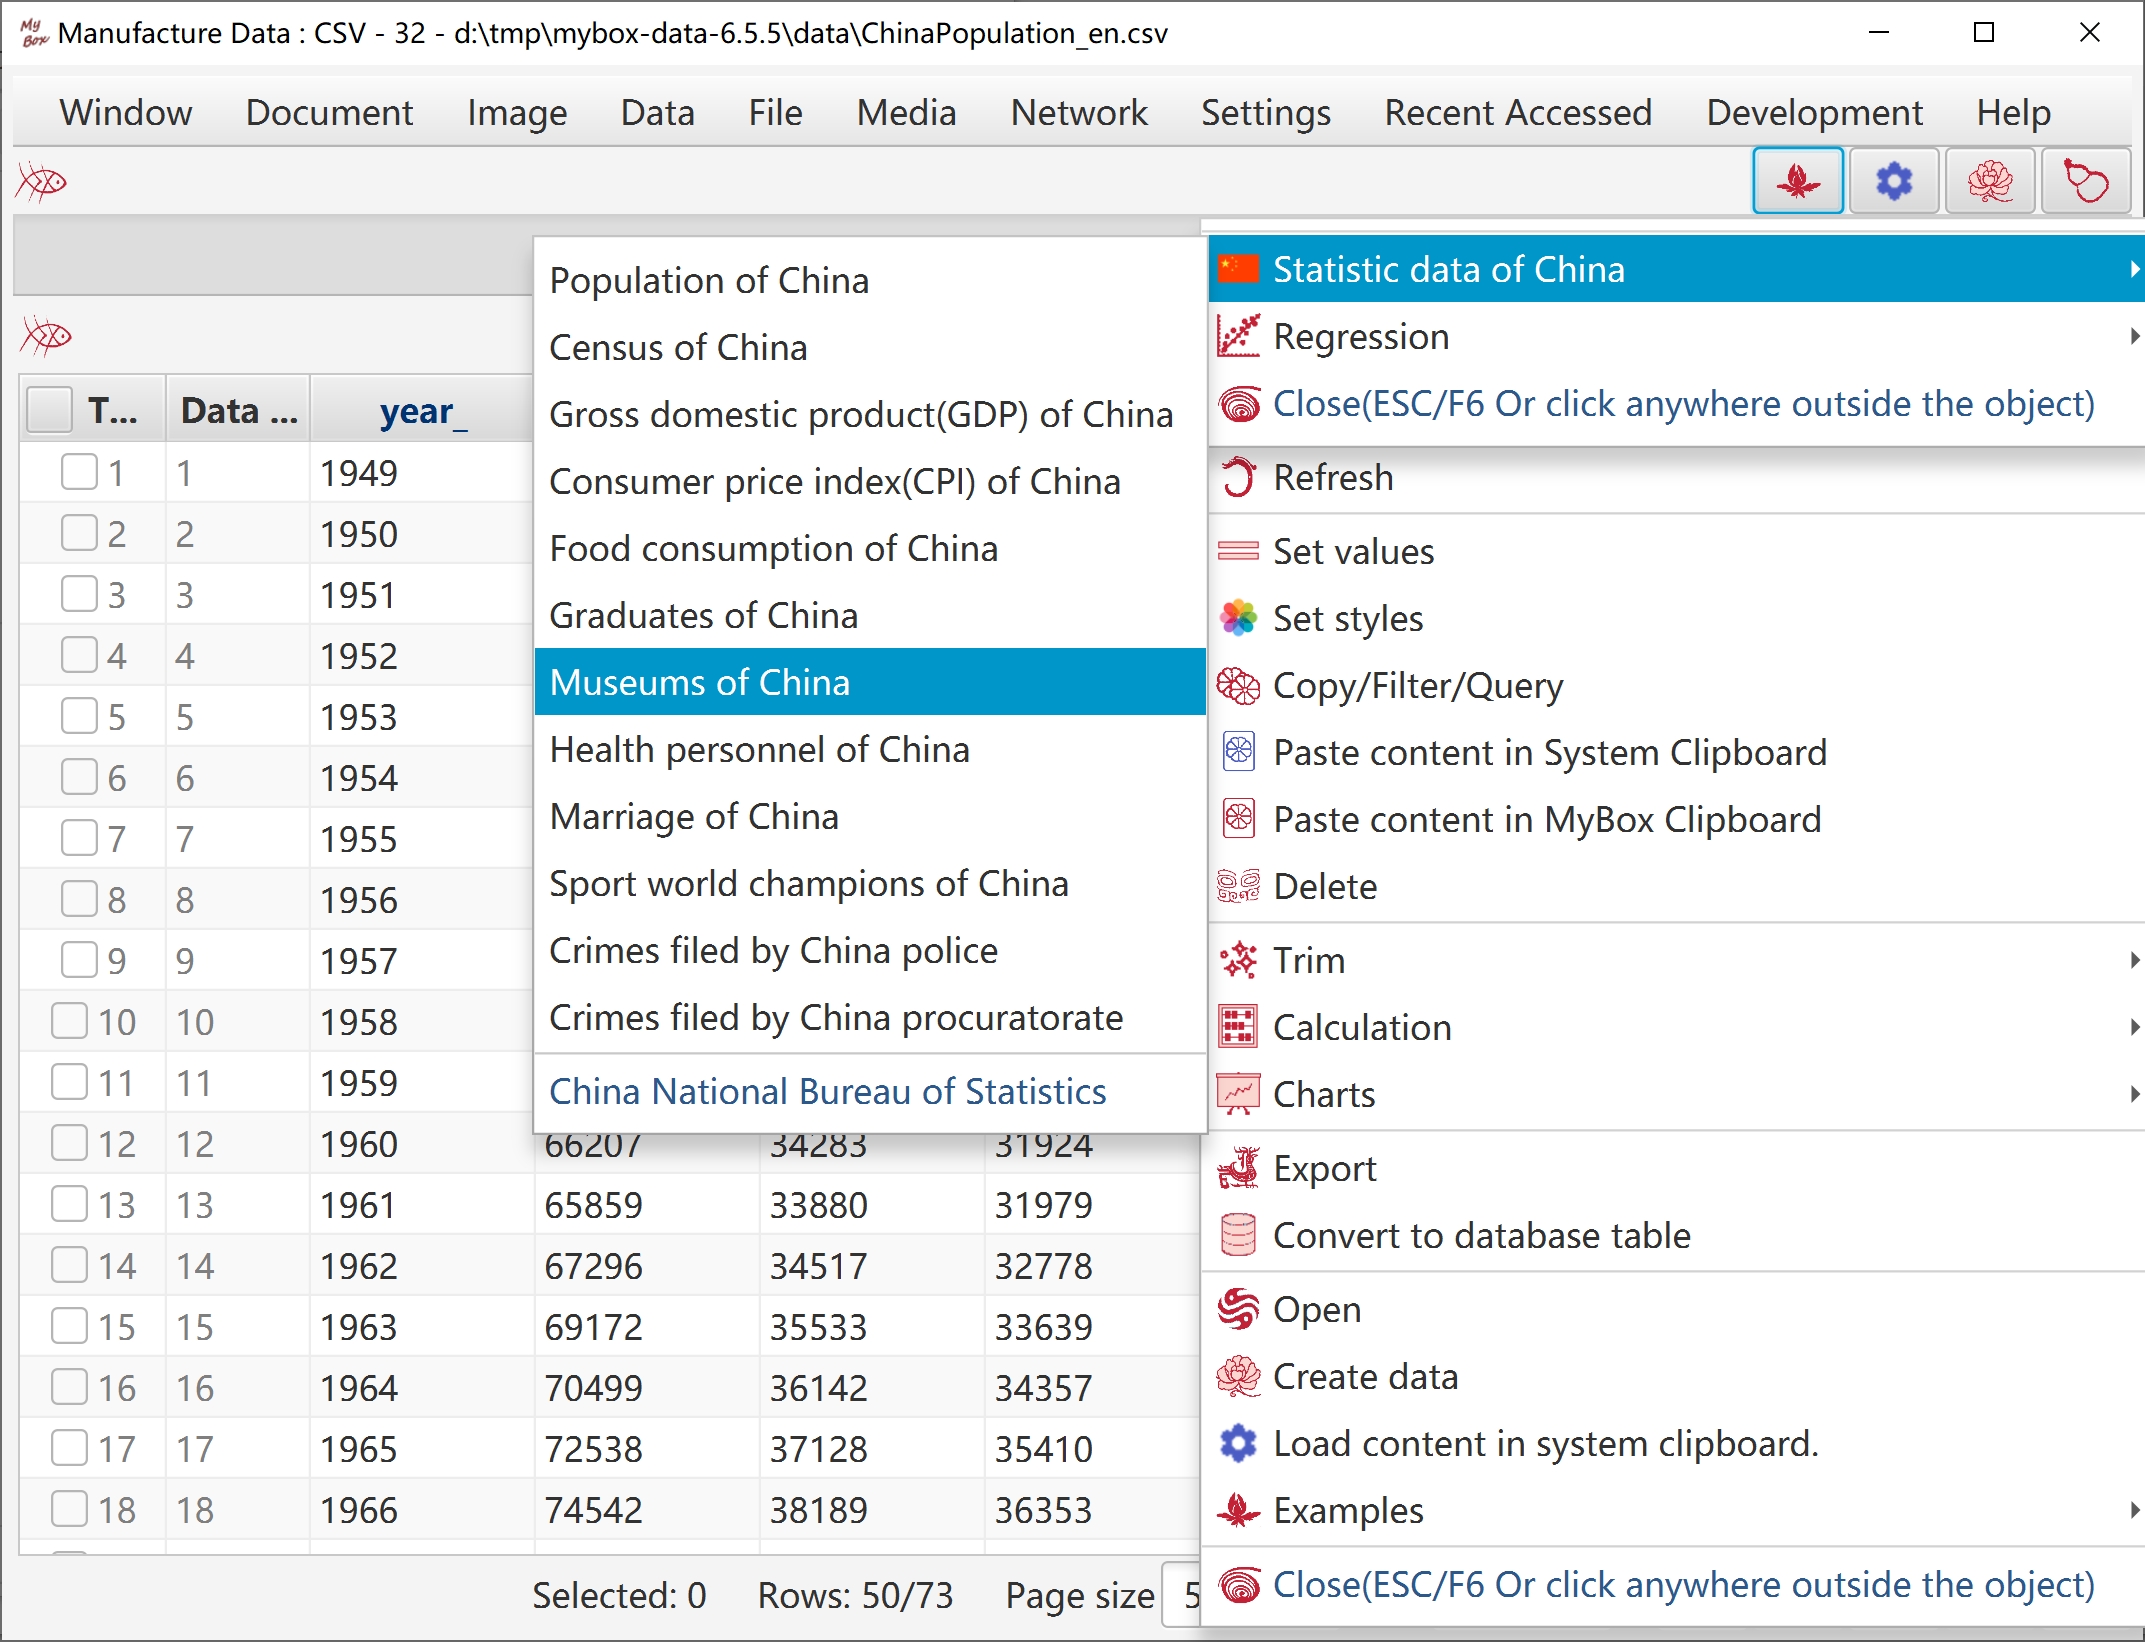 My Box Manufacture Data : CSV - 32 - d:\tmp\mybox-data-6.5.5\data\ChinaPopulation_en.csv
Window Document Image Data File Media Network Settings Recent Accessed Development Help
Population of China
Census of China
Gross domestic product(GDP) of China
Consumer price index(CPI) of China
Food consumption of China
Graduates of China
Museums of China
Health personnel of China
Marriage of China
Sport world champions of China
Crimes filed by China police
Crimes filed by China procuratorate
China National Bureau of Statistics
Statistic data of China
Regression
Close(ESC/F6 Or click anywhere outside the object)
Refresh
Set values
Set styles
Copy/Filter/Query
Paste content in System Clipboard
Paste content in MyBox Clipboard
Delete
Trim
Calculation
Charts
Export
Convert to database table
Open
Create data
Load content in system clipboard.
Examples
Close(ESC/F6 Or click anywhere outside the object)
T... Data ... year_
1 1 1949
2 2 1950
3 3 1951
4 4 1952
5 5 1953
6 6 1954
7 7 1955
8 8 1956
9 9 1957
10 10 1958
11 11 1959
12 12 1960 66207 34283 31924
13 13 1961 65859 33880 31979
14 14 1962 67296 34517 32778
15 15 1963 69172 35533 33639
16 16 1964 70499 36142 34357
17 17 1965 72538 37128 35410
18 18 1966 74542 38189 36353
Selected: 0 Rows: 50/73 Page size 5